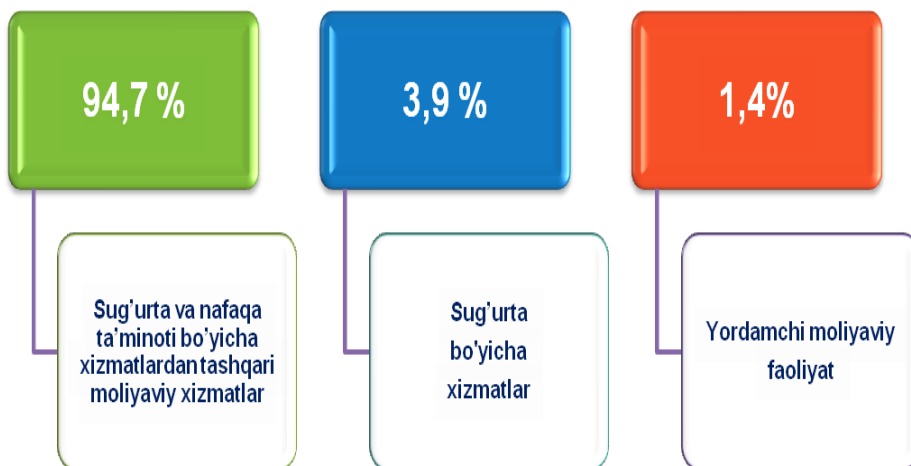 94,7 %
3,9 %
1,4%
Sug’urta va nafaqa
ta’minoti bo’yicha
xizmatlardan tashqari
moliyaviy xizmatlar
Sug’urta
bo'yicha
xizmatlar
Yordamchi moliyaviy
faoliyat